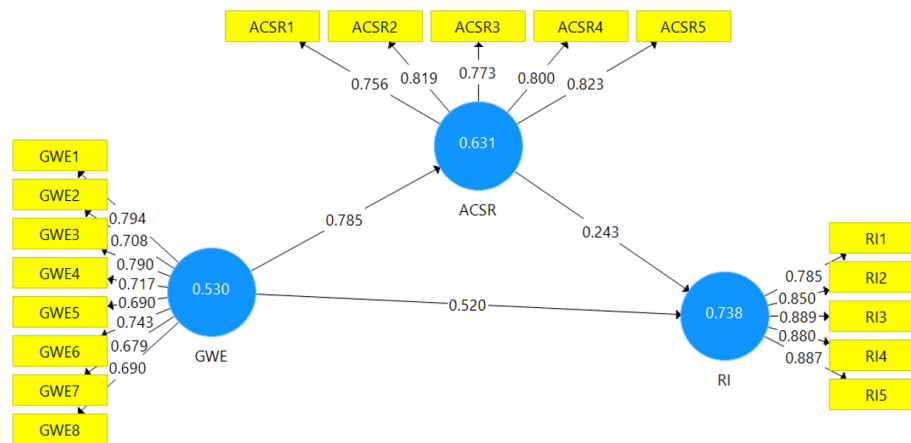 ACSR1 ACSR2 ACSR3 ACSR4 ACSR5
0.756 0.819 0.773 0.800 0.823
0.631
ACSR
GWE1
GWE2
GWE3
GWE4
GWE5
GWE6
GWE7
GWE8
0.794
0.708
0.790
0.717
0.690
0.743
0.679
0.690
0.530
GWE
0.785
0.243
0.520
0.738
RI
0.785
0.850
0.889
0.880
0.887
RI1
RI2
RI3
RI4
RI5